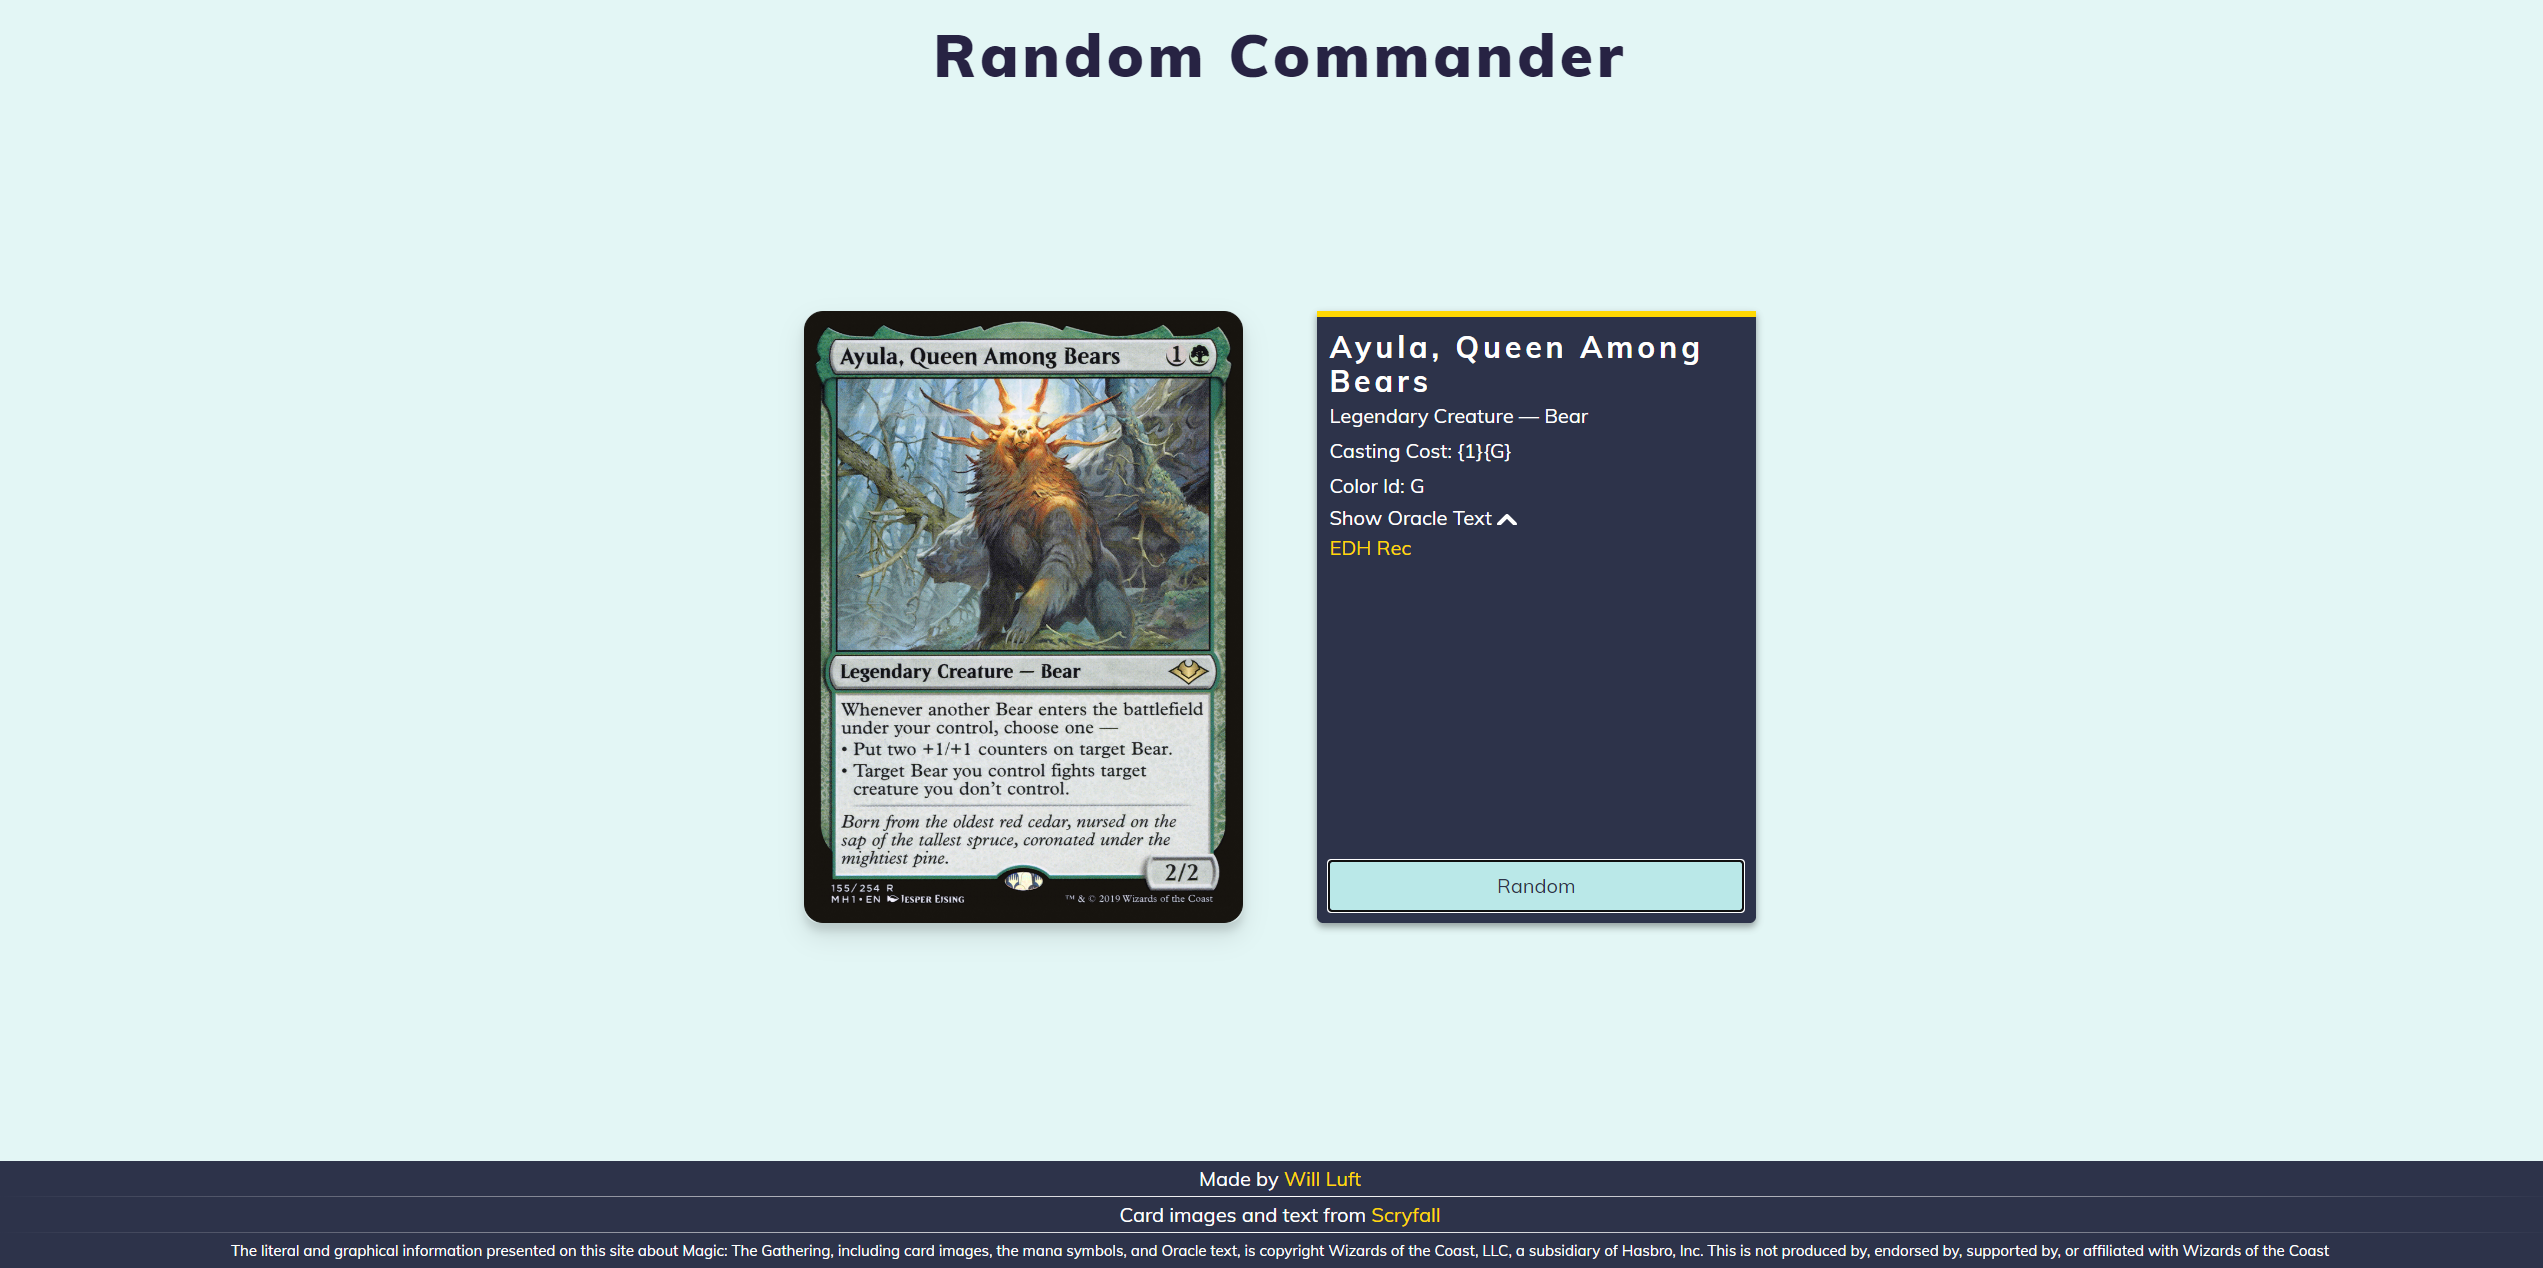 Random Commander
Ayula, Queen Among Bears 1
Legendary Creature — Bear
Whenever another Bear enters the battlefield
under your control, choose one —
• Put two +1/+1 counters on target Bear.
• Target Bear you control fights target
creature you don't control.
Born from the oldest red cedar, nursed on the
sap of the tallest spruce, coronated under the
mightiest pine.
2/2
155/254 R
MH1 • EN JESPER EJSING
™ & © 2019 Wizards of the Coast
Ayula, Queen Among
Bears
Legendary Creature — Bear
Casting Cost: {1}{G}
Color Id: G
Show Oracle Text
EDH Rec
Random
Made by Will Luft
Card images and text from Scryfall
The literal and graphical information presented on this site about Magic: The Gathering, including card images, the mana symbols, and Oracle text, is copyright Wizards of the Coast, LLC, a subsidiary of Hasbro, Inc. This is not produced by, endorsed by, supported by, or affiliated with Wizards of the Coast